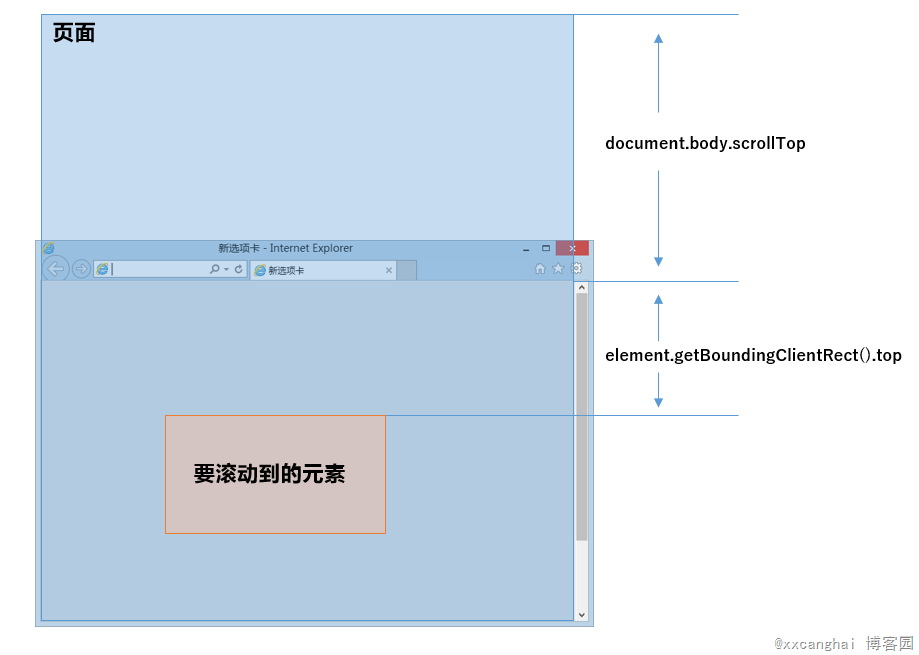 页面
document.body.scrollTop
新选项卡 - Internet Explorer
新选项卡
element.getBoundingClientRect().top
要滚动到的元素
@xxcanghai 博客园